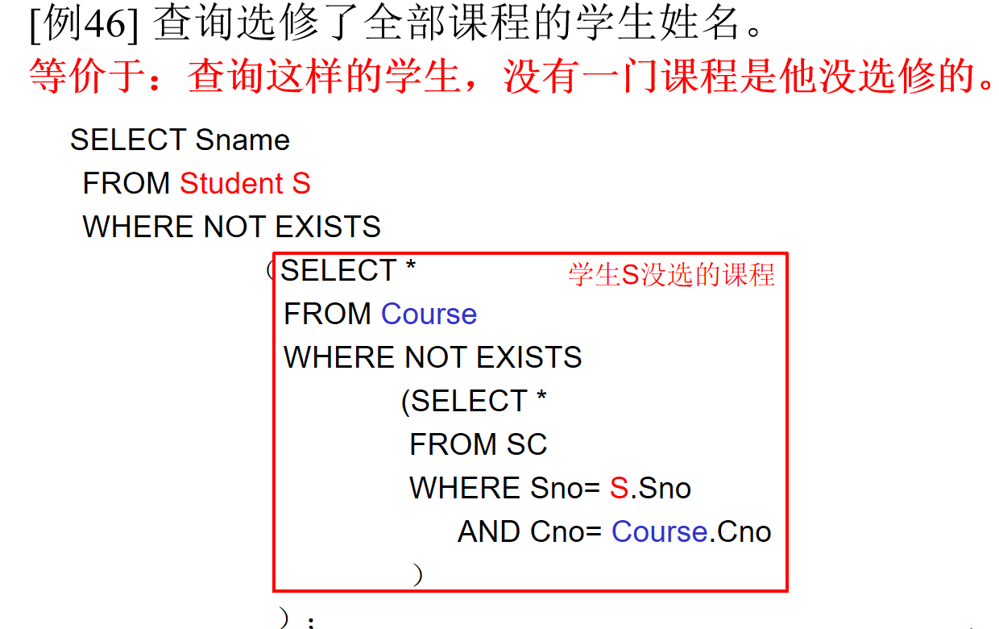 [例46] 查询选修了全部课程的学生姓名。
等价于：查询这样的学生，没有一门课程是他没选修的。
SELECT Sname
FROM Student S
WHERE NOT EXISTS
（SELECT * 学生S没选的课程
FROM Course
WHERE NOT EXISTS
(SELECT *
FROM SC
WHERE Sno= S.Sno
AND Cno= Course.Cno
）
）；